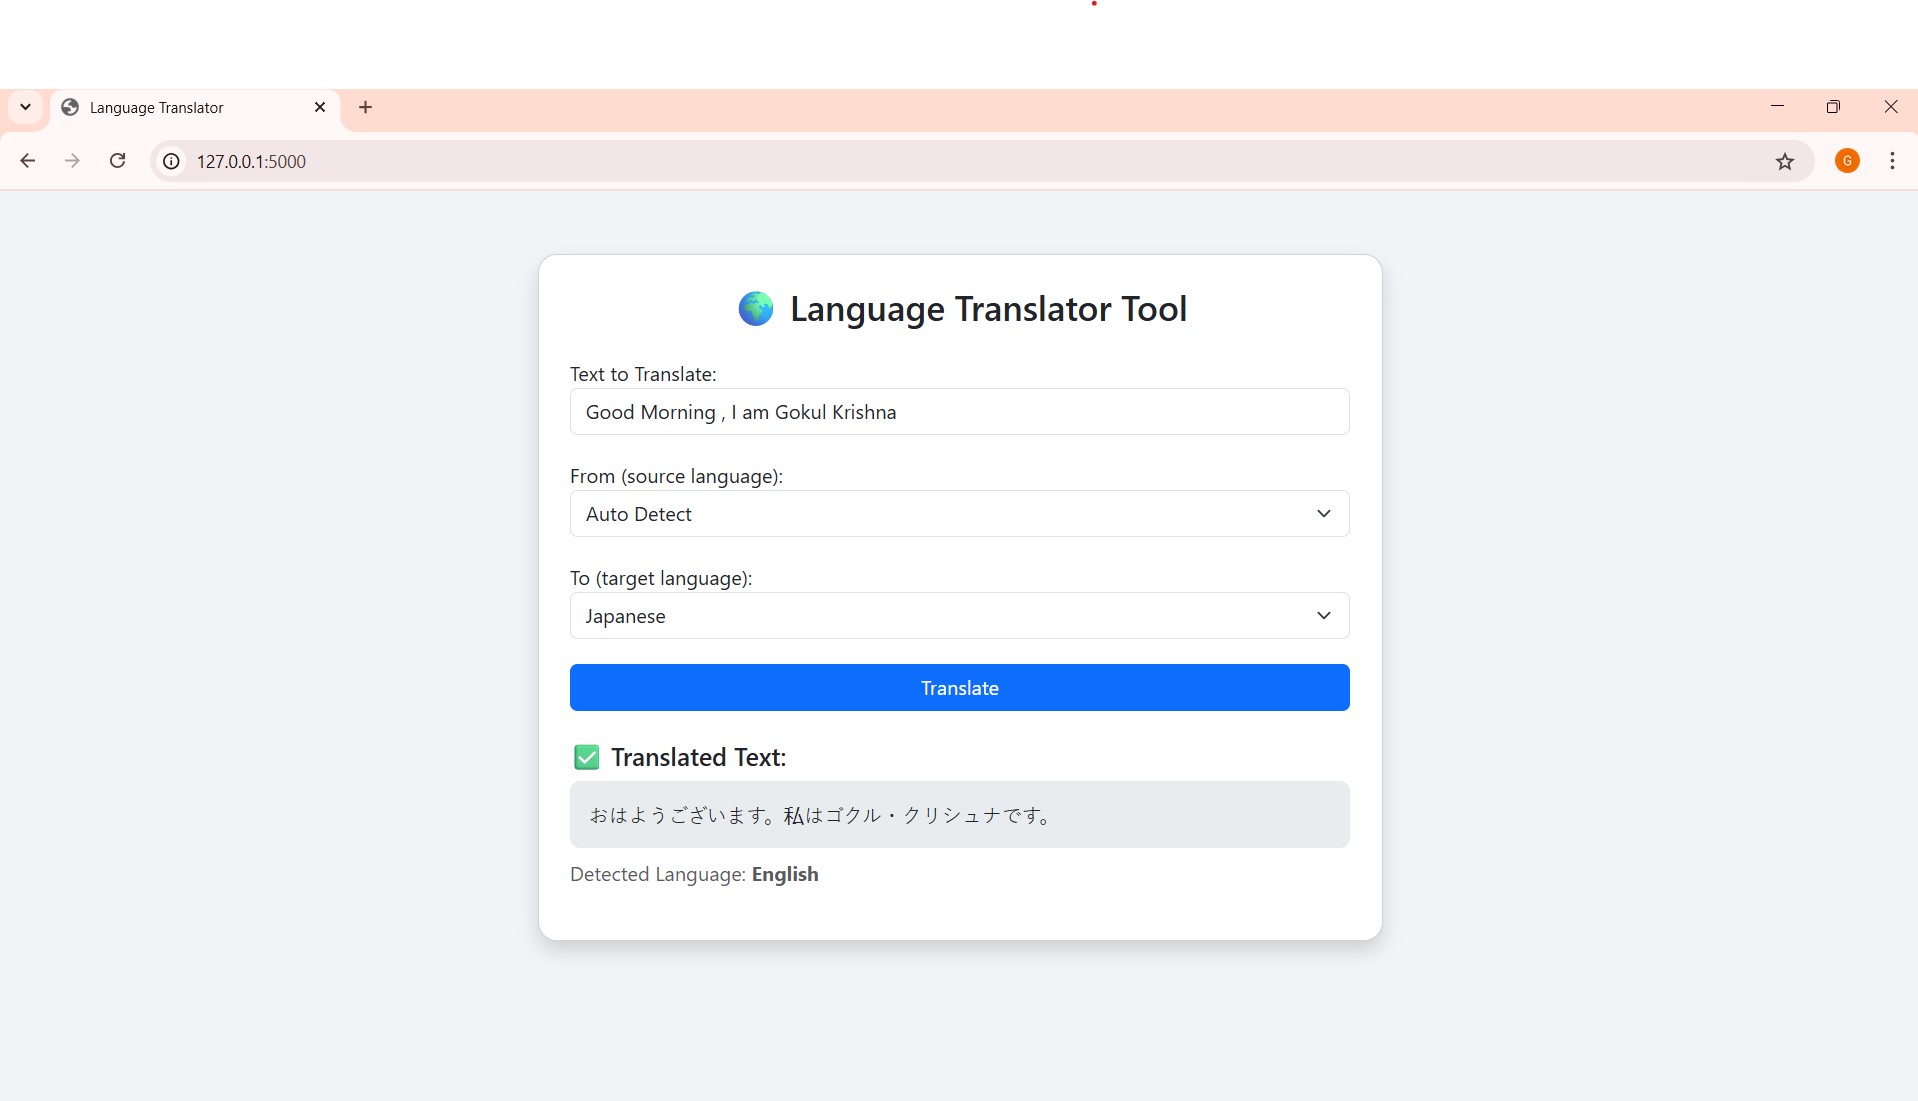 Language Translator
127.0.0.1:5000
G
Language Translator Tool
Text to Translate:
Good Morning , I am Gokul Krishna
From (source language):
Auto Detect
To (target language):
Japanese
Translate
Translated Text:
おはようございます。私はゴクル・クリシュナです。
Detected Language: English